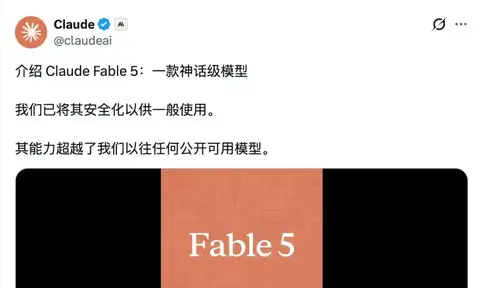 Claude
@claudeai
介绍 Claude Fable 5：一款神话级模型
我们已将其安全化以供一般使用。
其能力超越了我们以往任何公开可用模型。
Fable 5